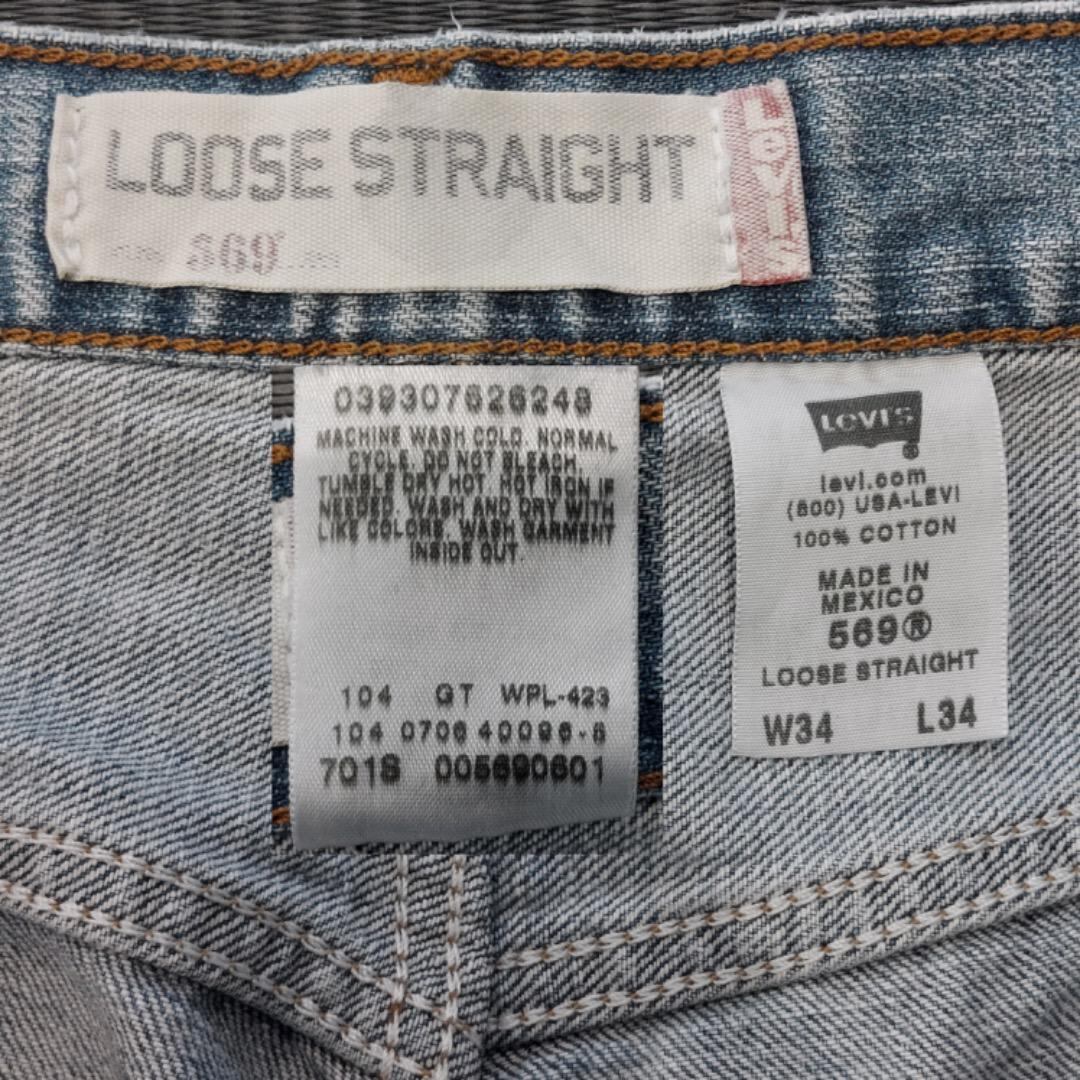 LOOSE STRAIGHT
569
Levi's
039307626248
MACHINE WASH COLD. NORMAL
CYCLE. DO NOT BLEACH.
TUMBLE DRY HOT. HOT IRON IF
NEEDED. WASH AND DRY WITH
LIKE COLORS. WASH GARMENT
INSIDE OUT.
104 GT WPL-423
104 0706 40096-8
7018 005690601
LEVI'S®
levi.com
(800) USA-LEVI
100% COTTON
MADE IN
MEXICO
569®
LOOSE STRAIGHT
W34 L34